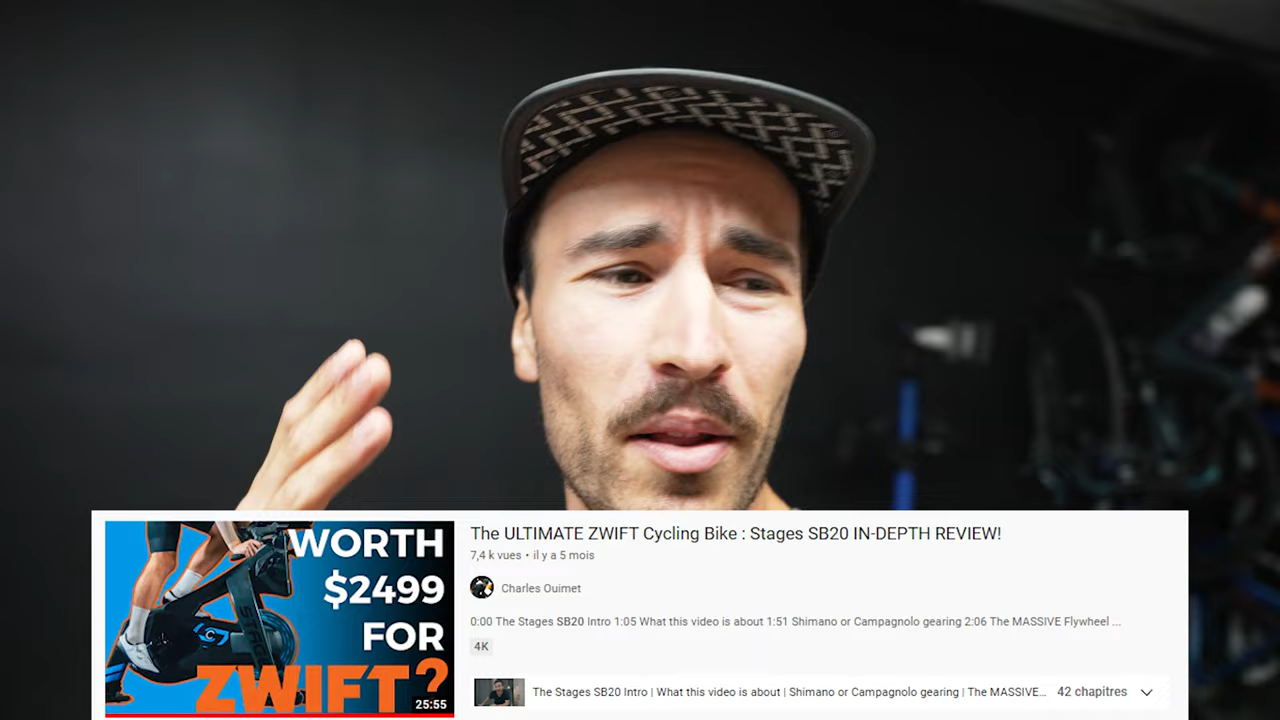 WORTH
$2499
FOR
ZWIFT?
25:55
The ULTIMATE ZWIFT Cycling Bike : Stages SB20 IN-DEPTH REVIEW!
7,4 k vues • il y a 5 mois
Charles Ouimet
0:00 The Stages SB20 Intro 1:05 What this video is about 1:51 Shimano or Campagnolo gearing 2:06 The MASSIVE Flywheel ...
4K
The Stages SB20 Intro | What this video is about | Shimano or Campagnolo gearing | The MASSIVE... 42 chapitres